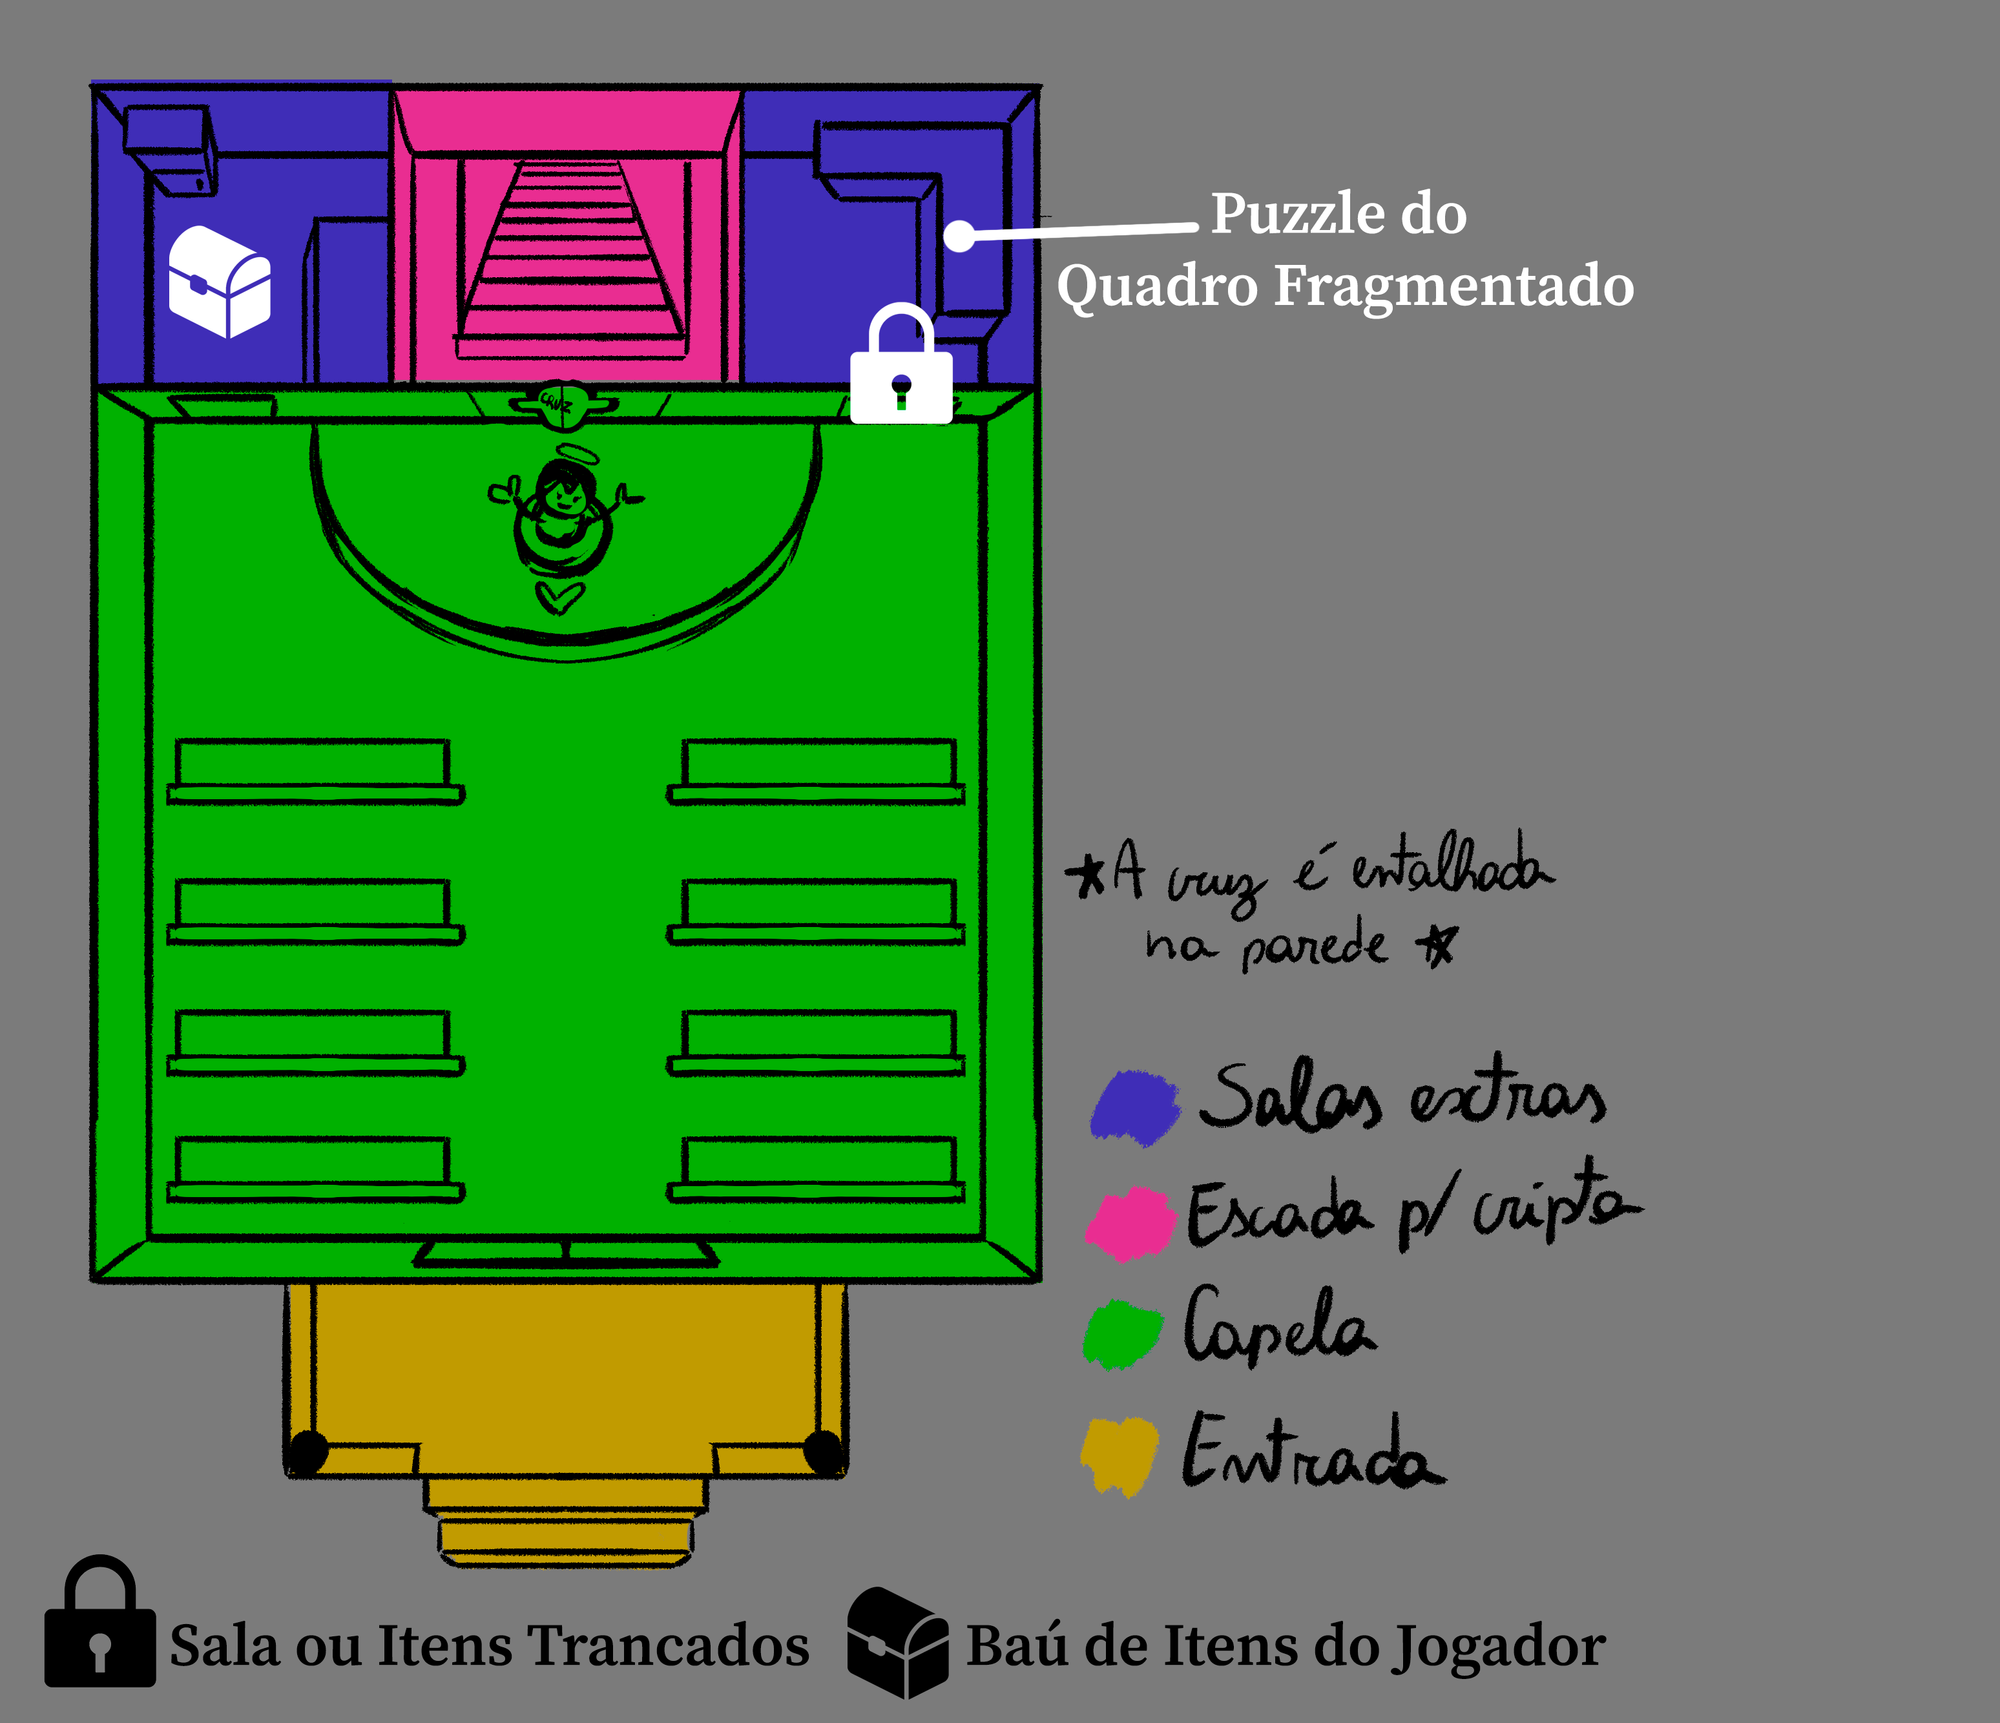 Puzzle do
Quadro Fragmentado
CRUZ
★A cruz é entalhada
na parede ★
Salas extras
Escada p/ cripta
Capela
Entrada
Sala ou Itens Trancados
Baú de Itens do Jogador